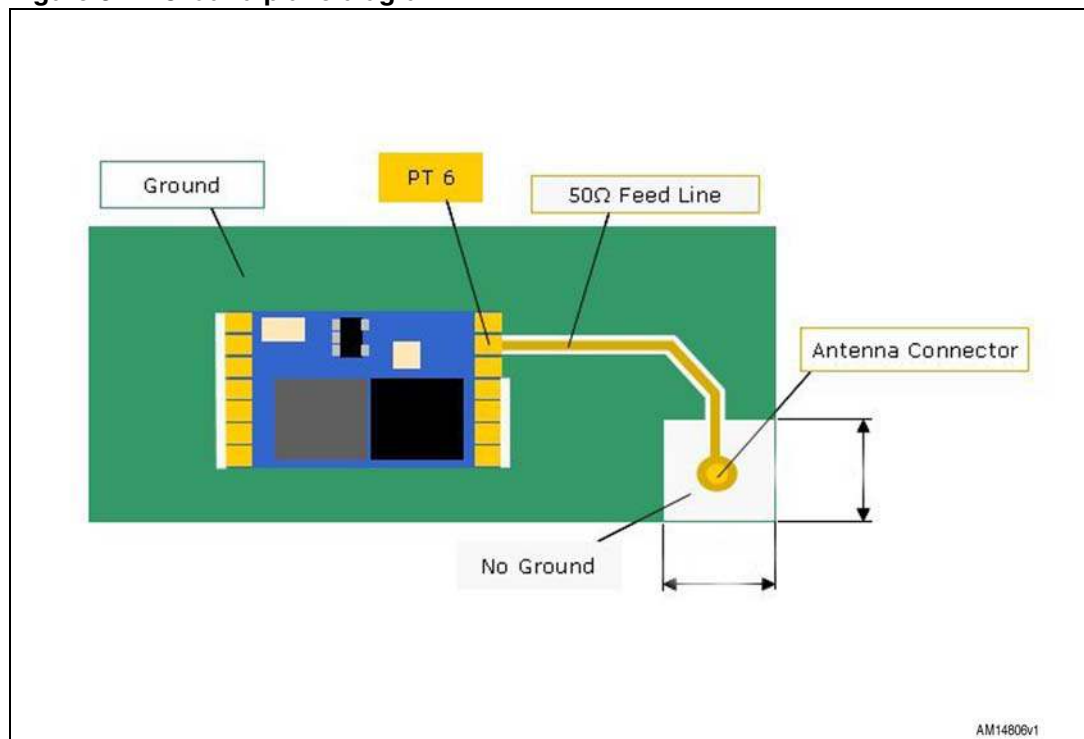 Ground
PT 6
50Ω Feed Line
Antenna Connector
No Ground
AM14806v1